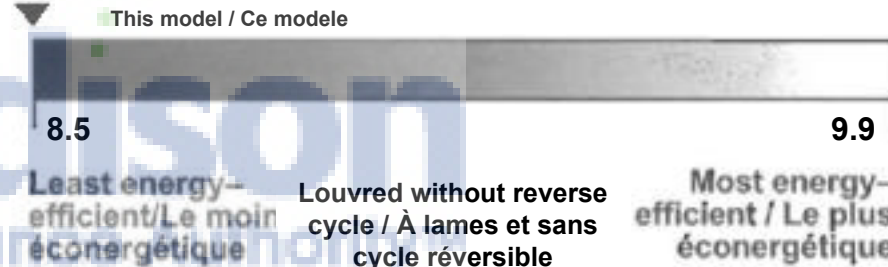 This model / Ce modele
8.5
9.9
Least energy–
efficient/Le moin
éconergétique
Louvred without reverse
cycle / À lames et sans
cycle réversible
Most energy–
efficient / Le plus
éconergétique